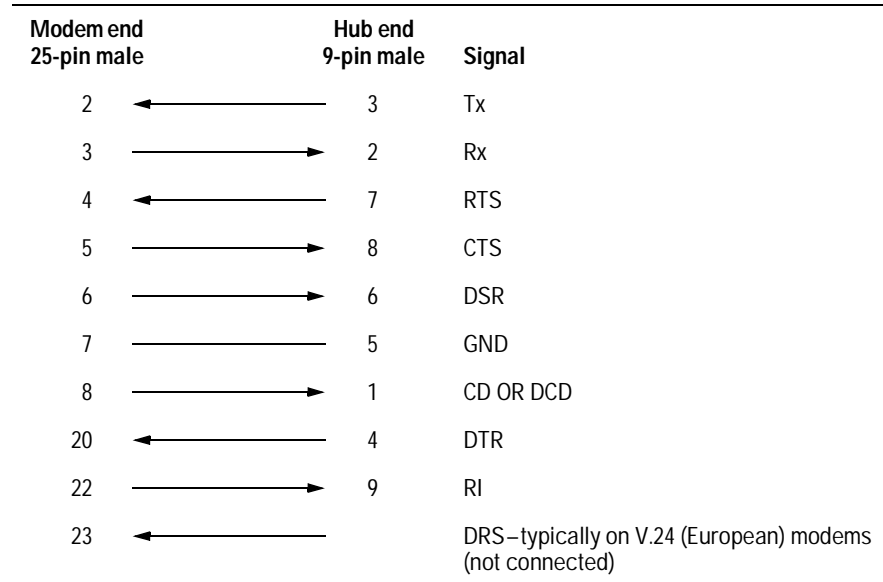 Modem end Hub end
25-pin male 9-pin male Signal
2 3 Tx
3 2 Rx
4 7 RTS
5 8 CTS
6 6 DSR
7 5 GND
8 1 CD OR DCD
20 4 DTR
22 9 RI
23 DRS–typically on V.24 (European) modems
(not connected)